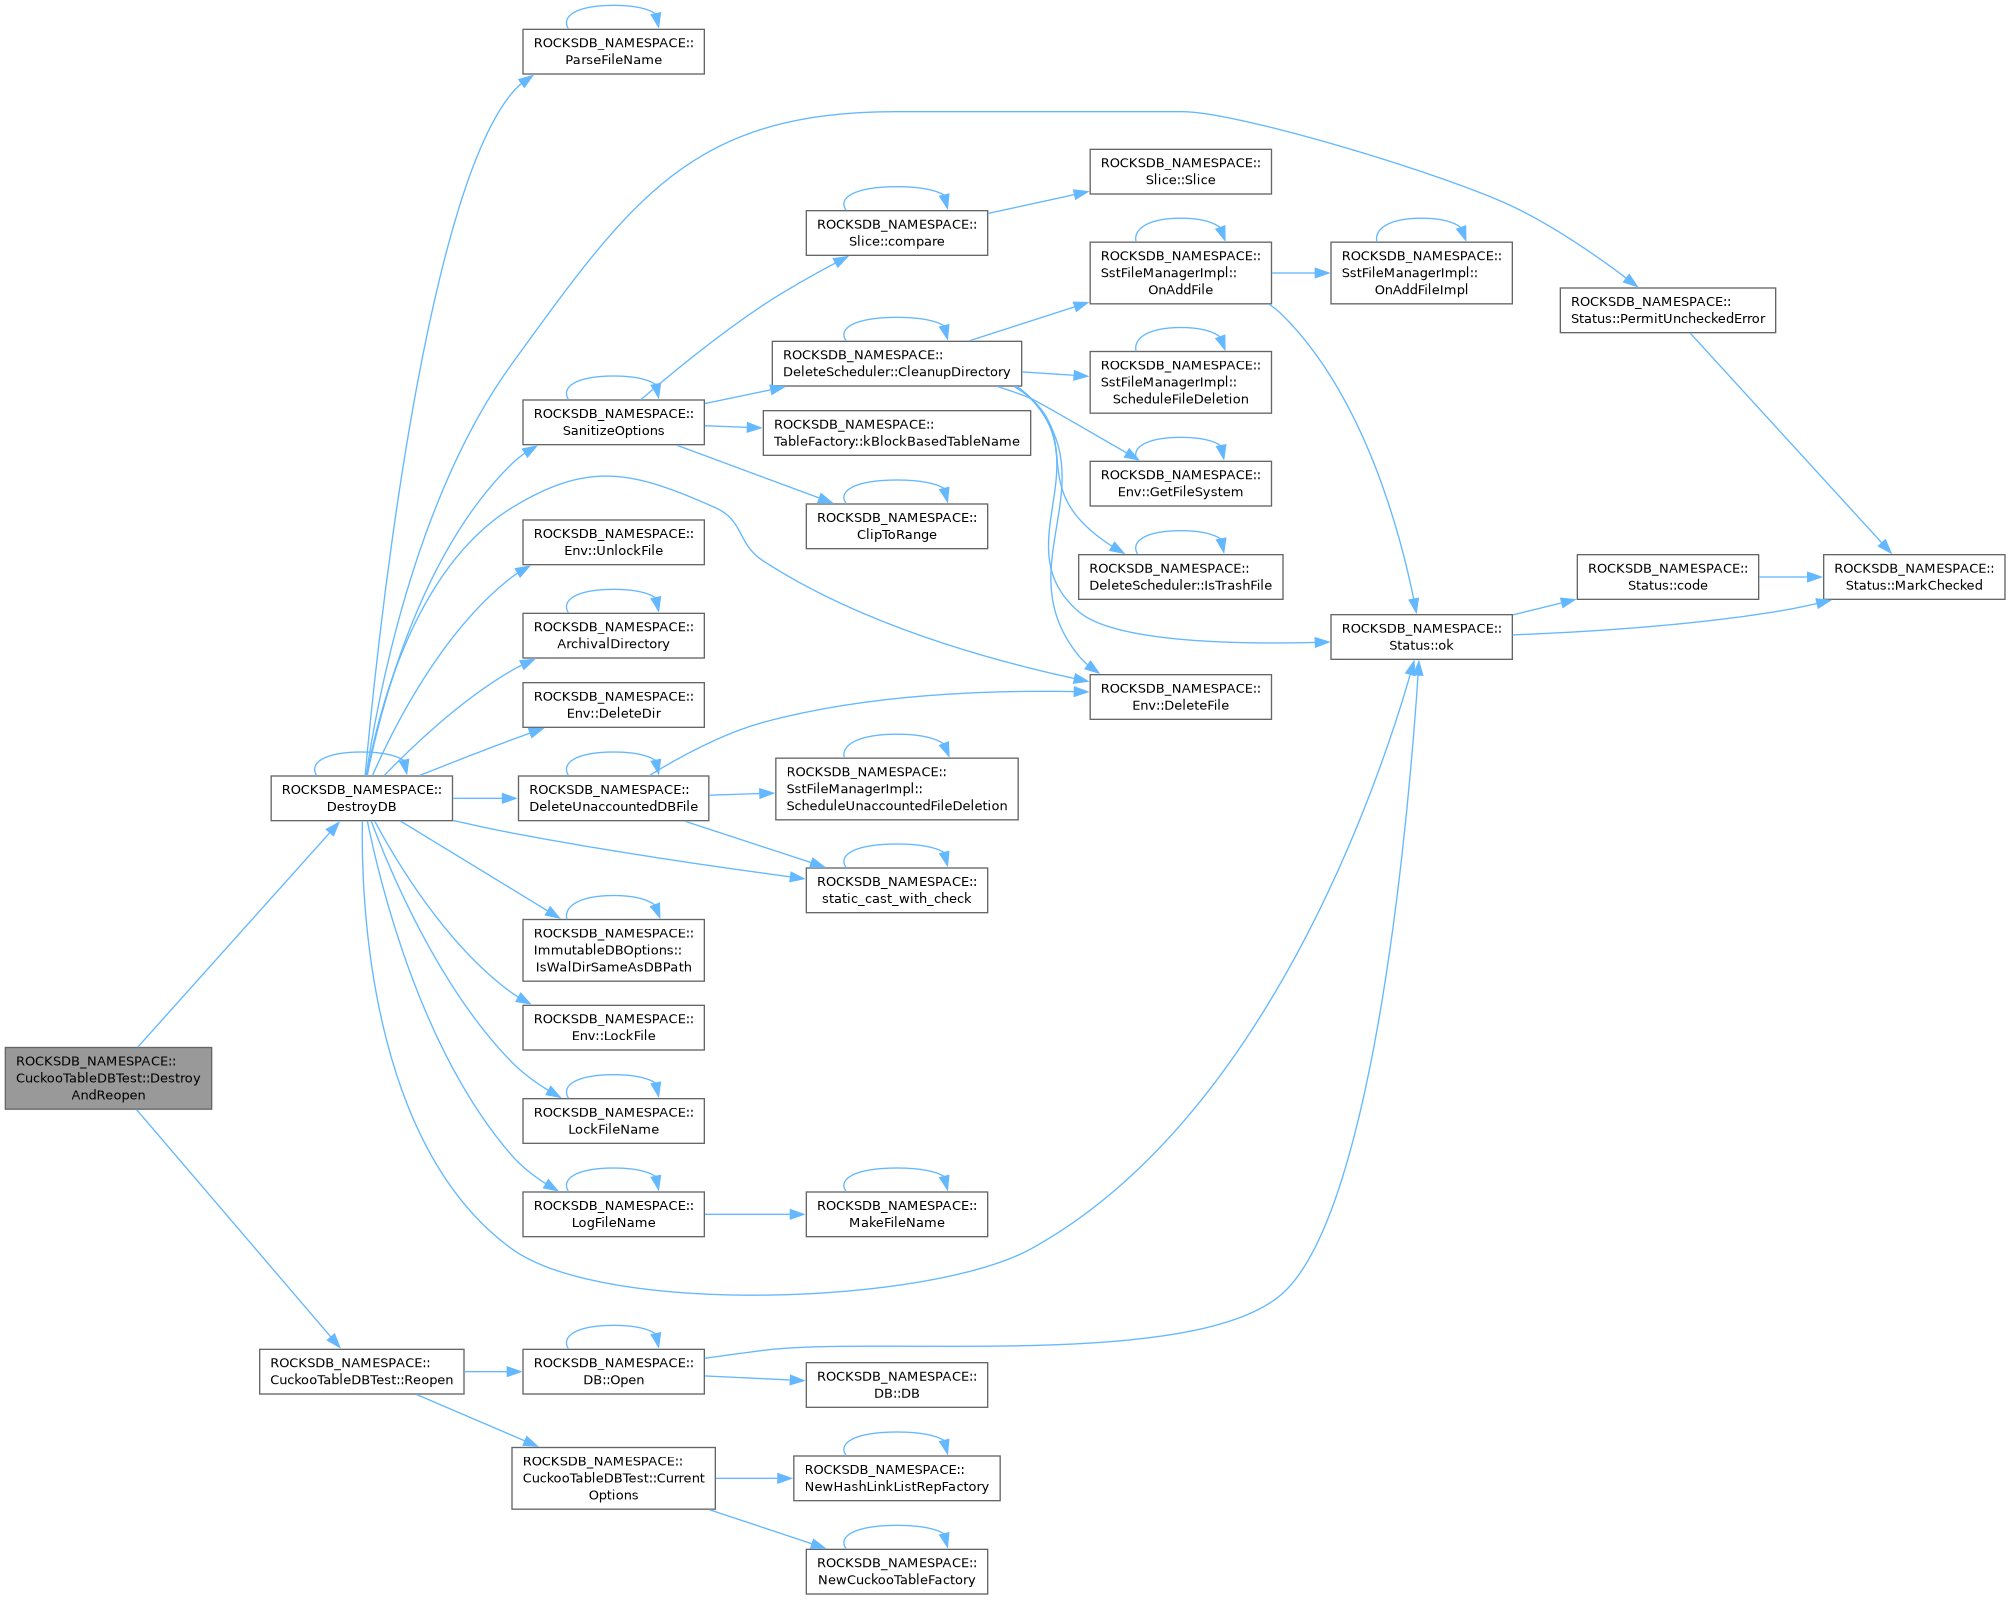 ROCKSDB_NAMESPACE::
ParseFileName
ROCKSDB_NAMESPACE::
Slice::Slice
ROCKSDB_NAMESPACE::
Slice::compare
ROCKSDB_NAMESPACE::
SstFileManagerImpl::
OnAddFile
ROCKSDB_NAMESPACE::
SstFileManagerImpl::
OnAddFileImpl
ROCKSDB_NAMESPACE::
Status::PermitUncheckedError
ROCKSDB_NAMESPACE::
DeleteScheduler::CleanupDirectory
ROCKSDB_NAMESPACE::
SstFileManagerImpl::
ScheduleFileDeletion
ROCKSDB_NAMESPACE::
SanitizeOptions
ROCKSDB_NAMESPACE::
TableFactory::kBlockBasedTableName
ROCKSDB_NAMESPACE::
Env::GetFileSystem
ROCKSDB_NAMESPACE::
ClipToRange
ROCKSDB_NAMESPACE::
Env::UnlockFile
ROCKSDB_NAMESPACE::
DeleteScheduler::IsTrashFile
ROCKSDB_NAMESPACE::
Status::code
ROCKSDB_NAMESPACE::
Status::MarkChecked
ROCKSDB_NAMESPACE::
ArchivalDirectory
ROCKSDB_NAMESPACE::
Status::ok
ROCKSDB_NAMESPACE::
Env::DeleteDir
ROCKSDB_NAMESPACE::
Env::DeleteFile
ROCKSDB_NAMESPACE::
DestroyDB
ROCKSDB_NAMESPACE::
DeleteUnaccountedDBFile
ROCKSDB_NAMESPACE::
SstFileManagerImpl::
ScheduleUnaccountedFileDeletion
ROCKSDB_NAMESPACE::
static_cast_with_check
ROCKSDB_NAMESPACE::
ImmutableDBOptions::
IsWalDirSameAsDBPath
ROCKSDB_NAMESPACE::
Env::LockFile
ROCKSDB_NAMESPACE::
CuckooTableDBTest::Destroy
AndReopen
ROCKSDB_NAMESPACE::
LockFileName
ROCKSDB_NAMESPACE::
LogFileName
ROCKSDB_NAMESPACE::
MakeFileName
ROCKSDB_NAMESPACE::
CuckooTableDBTest::Reopen
ROCKSDB_NAMESPACE::
DB::Open
ROCKSDB_NAMESPACE::
DB::DB
ROCKSDB_NAMESPACE::
CuckooTableDBTest::Current
Options
ROCKSDB_NAMESPACE::
NewHashLinkListRepFactory
ROCKSDB_NAMESPACE::
NewCuckooTableFactory